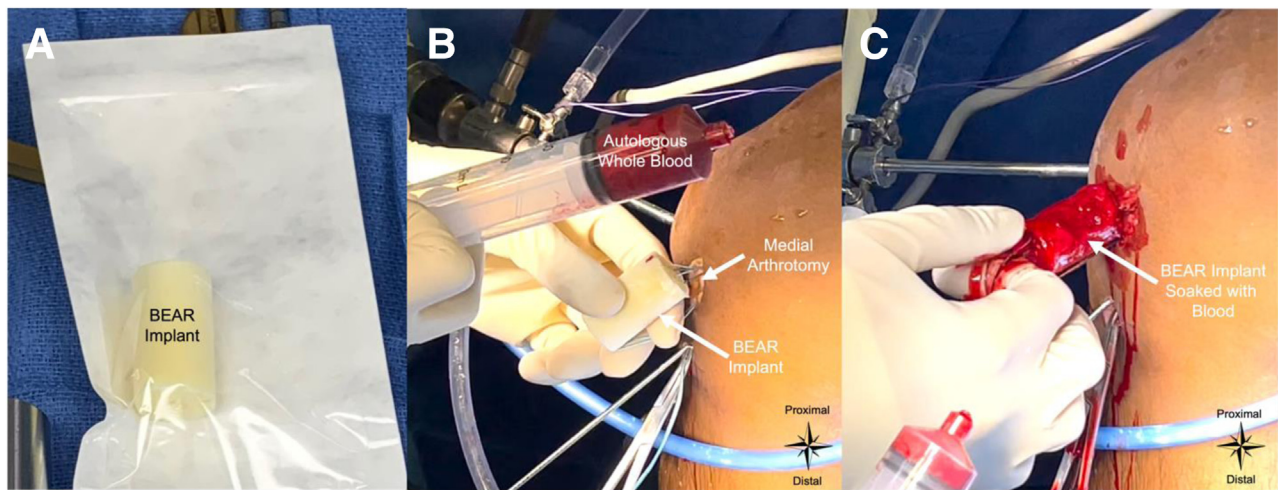 A
BEAR
Implant
B
Autologous
Whole Blood
Medial
Arthrotomy
BEAR
Implant
Proximal
Distal
C
BEAR Implant
Soaked with
Blood
Proximal
Distal